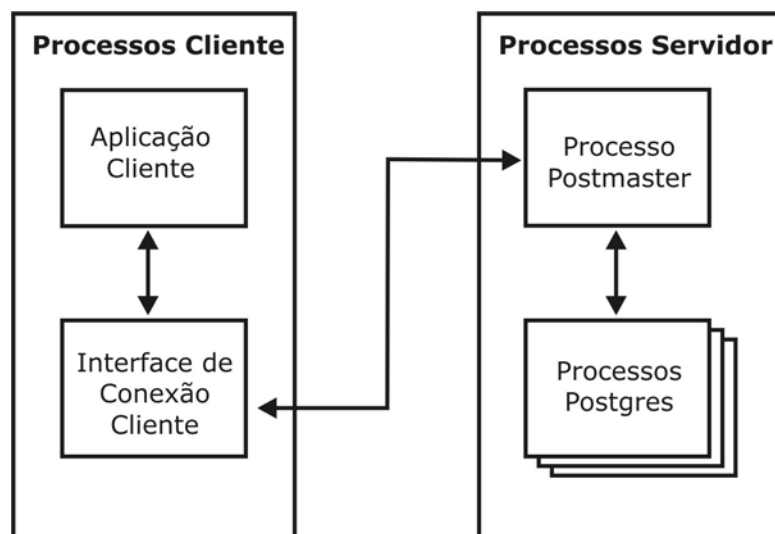 Processos Cliente
Aplicação
Cliente
Interface de
Conexão
Cliente
Processos Servidor
Processo
Postmaster
Processos
Postgres